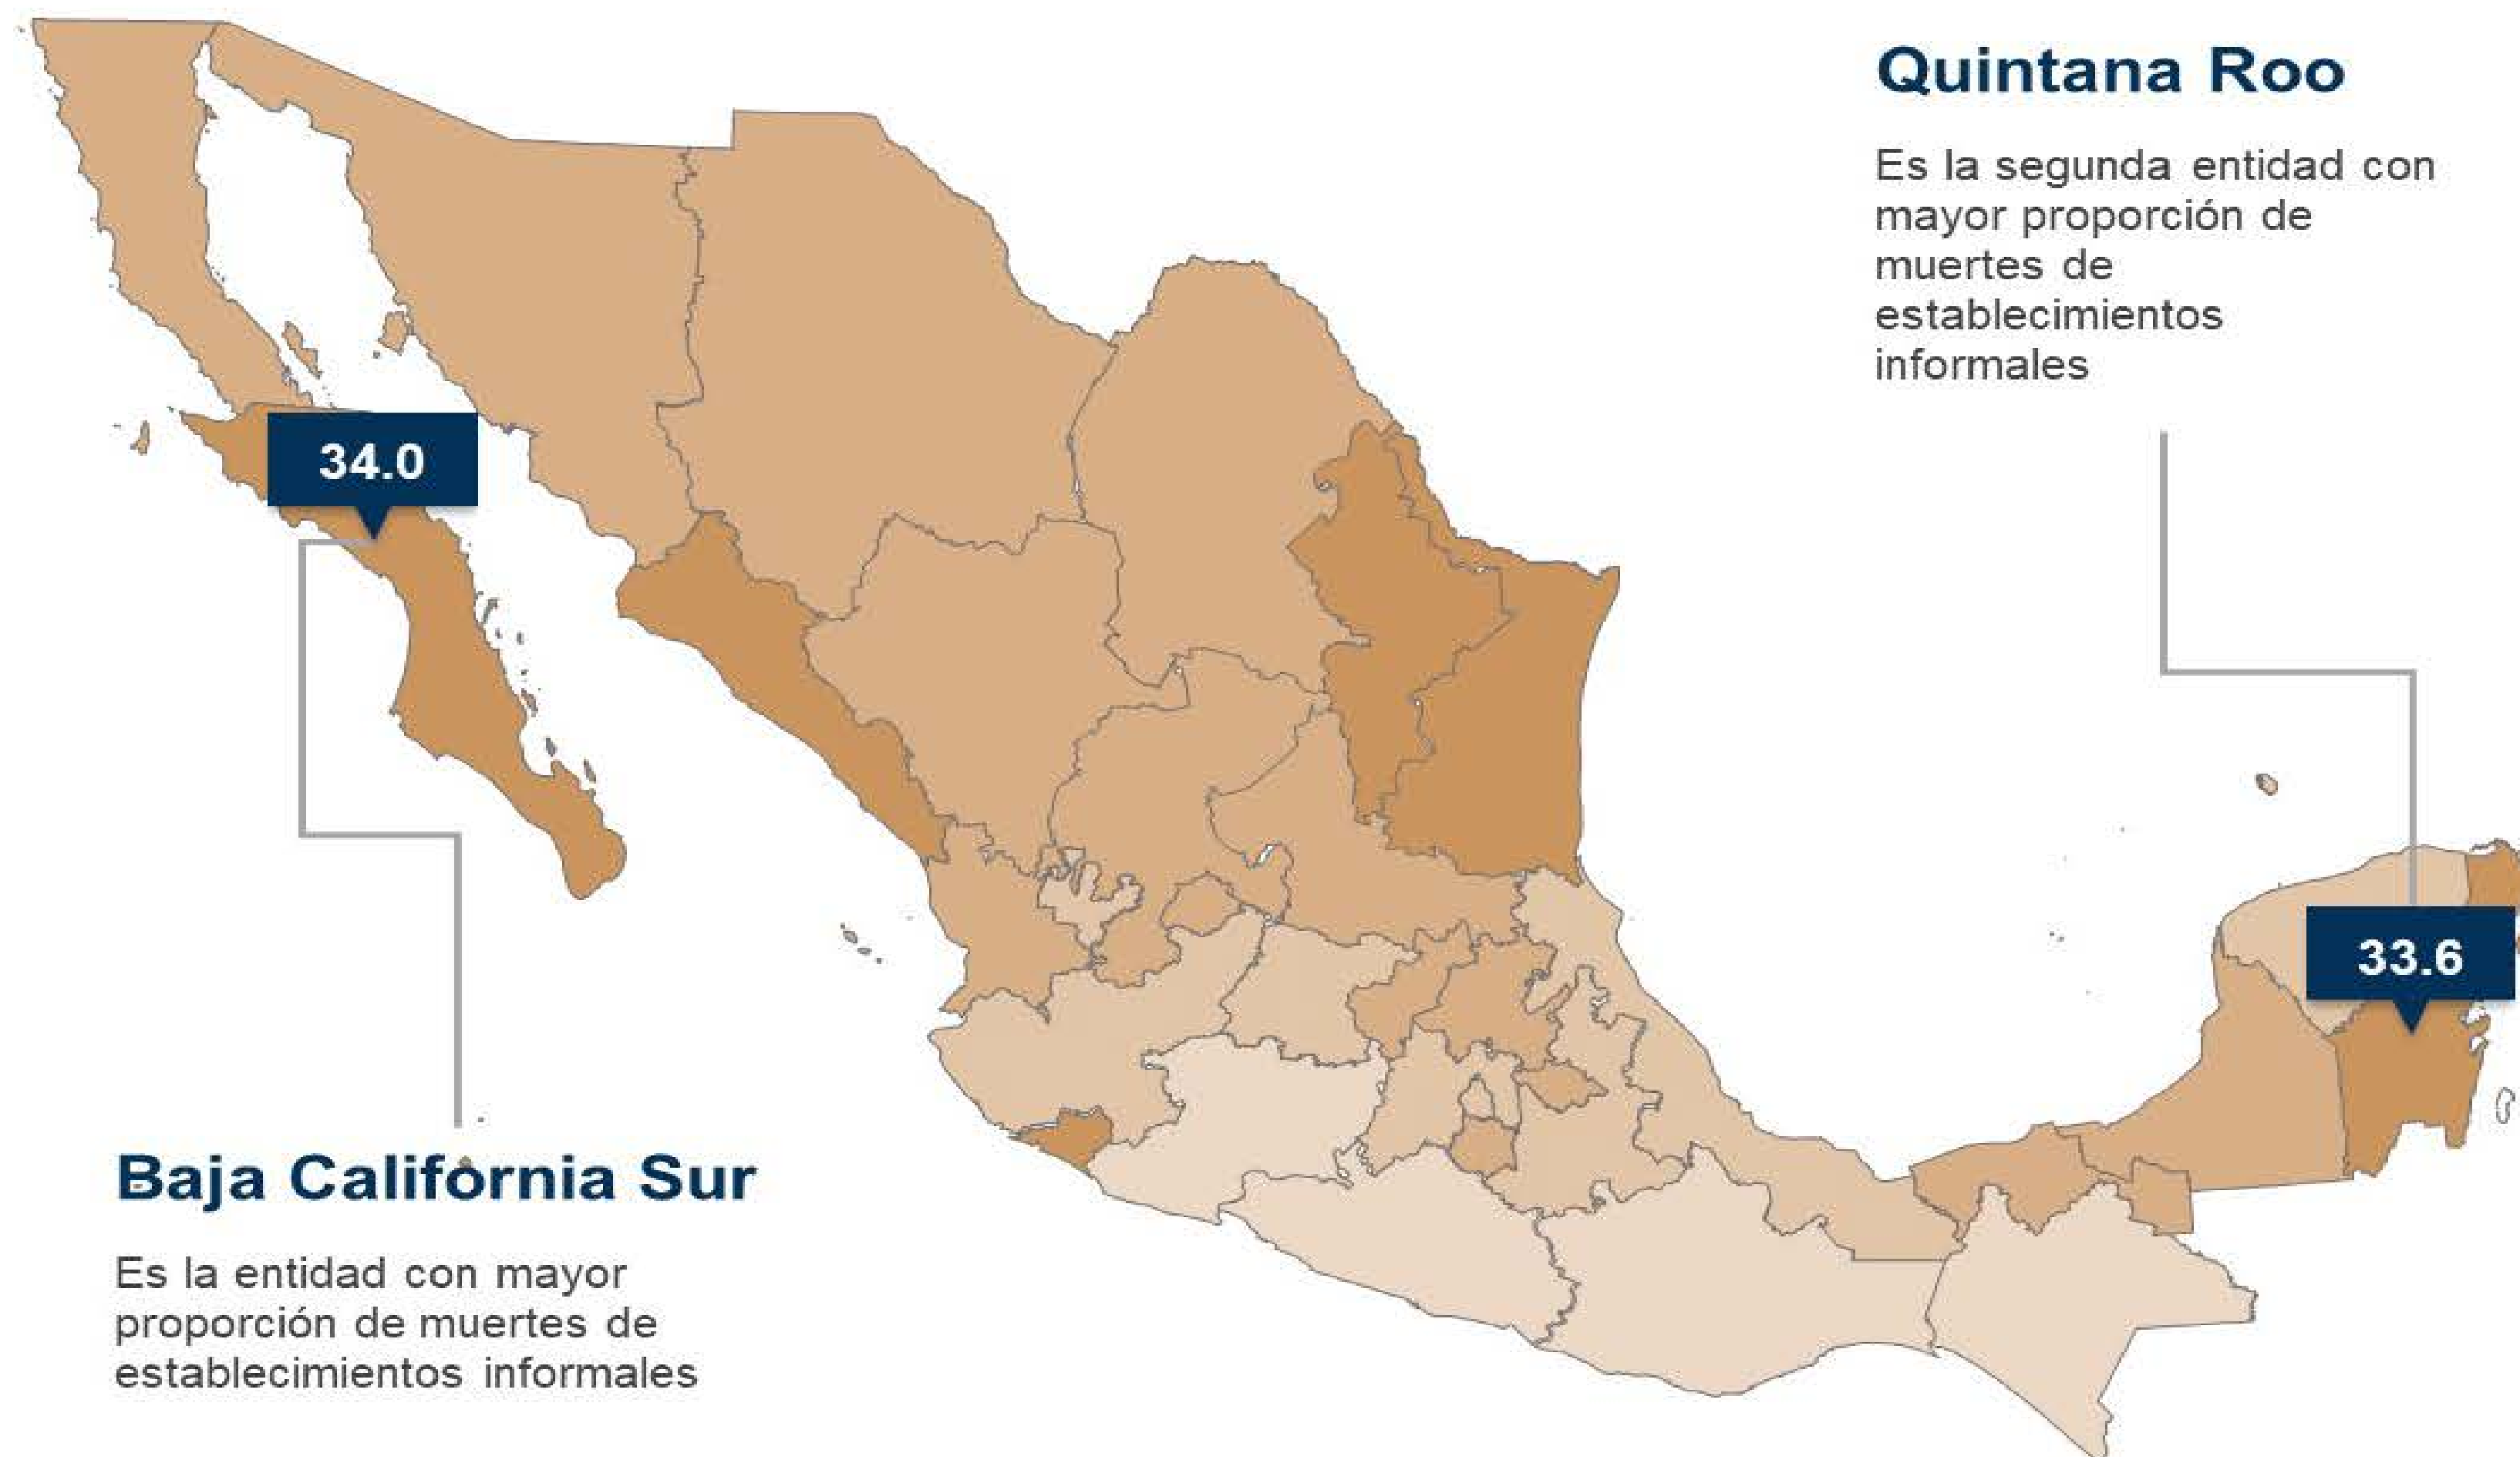 Quintana Roo
Es la segunda entidad con
mayor proporción de
muertes de
establecimientos
informales
34.0
33.6
Baja California Sur
Es la entidad con mayor
proporción de muertes de
establecimientos informales